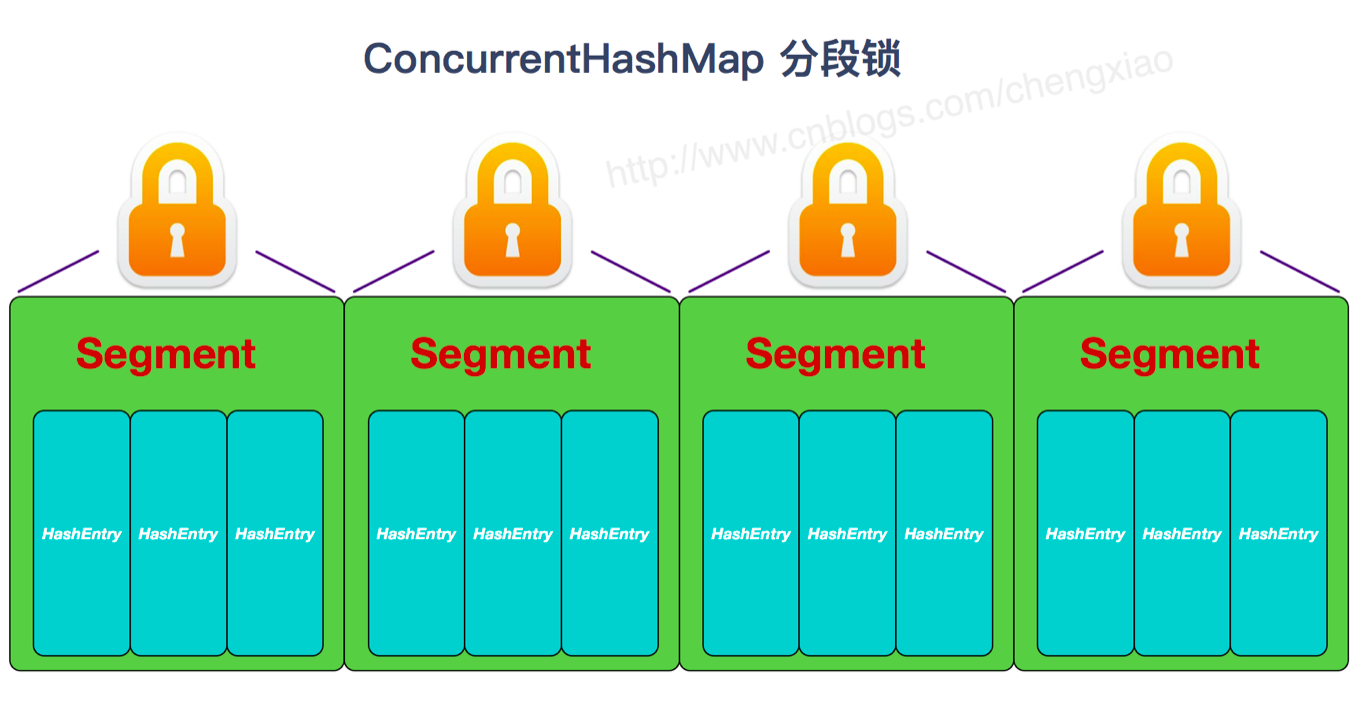 ConcurrentHashMap 分段锁
http://www.cnblogs.com/chengxiao
Segment Segment Segment Segment
HashEntry HashEntry HashEntry HashEntry HashEntry HashEntry HashEntry HashEntry HashEntry HashEntry HashEntry HashEntry